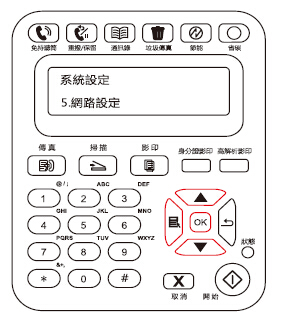 免持聽筒 重撥/保留 通訊錄 垃圾傳真 節能 省碳
系統設定
5.網路設定
傳真 掃描 影印 身分證影印 高解析影印
@/: ABC DEF
1 2 3
GHI JKL MNO
4 5 6
OK
PQRS TUV WXYZ
7 8 9
狀態
&+,
* 0 #
X
取消 開始